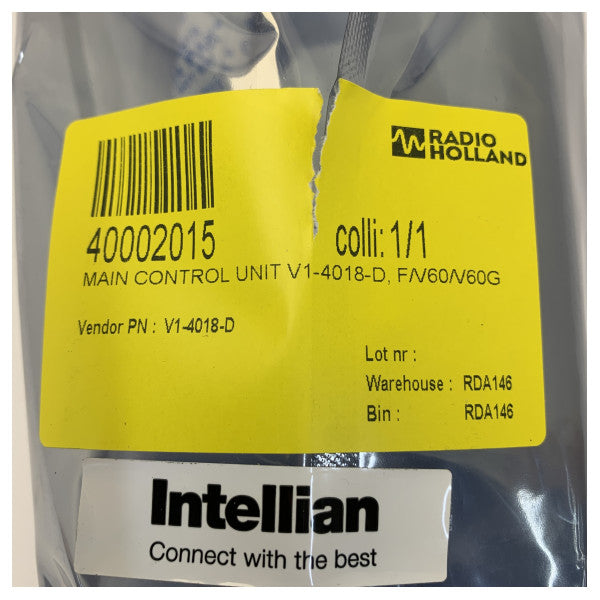 RADIO
HOLLAND
40002015 colli: 1/1
MAIN CONTROL UNIT V1-4018-D, F/V60/V60G
Vendor PN : V1-4018-D
Lot nr :
Warehouse : RDA146
Bin : RDA146
Intellian
Connect with the best